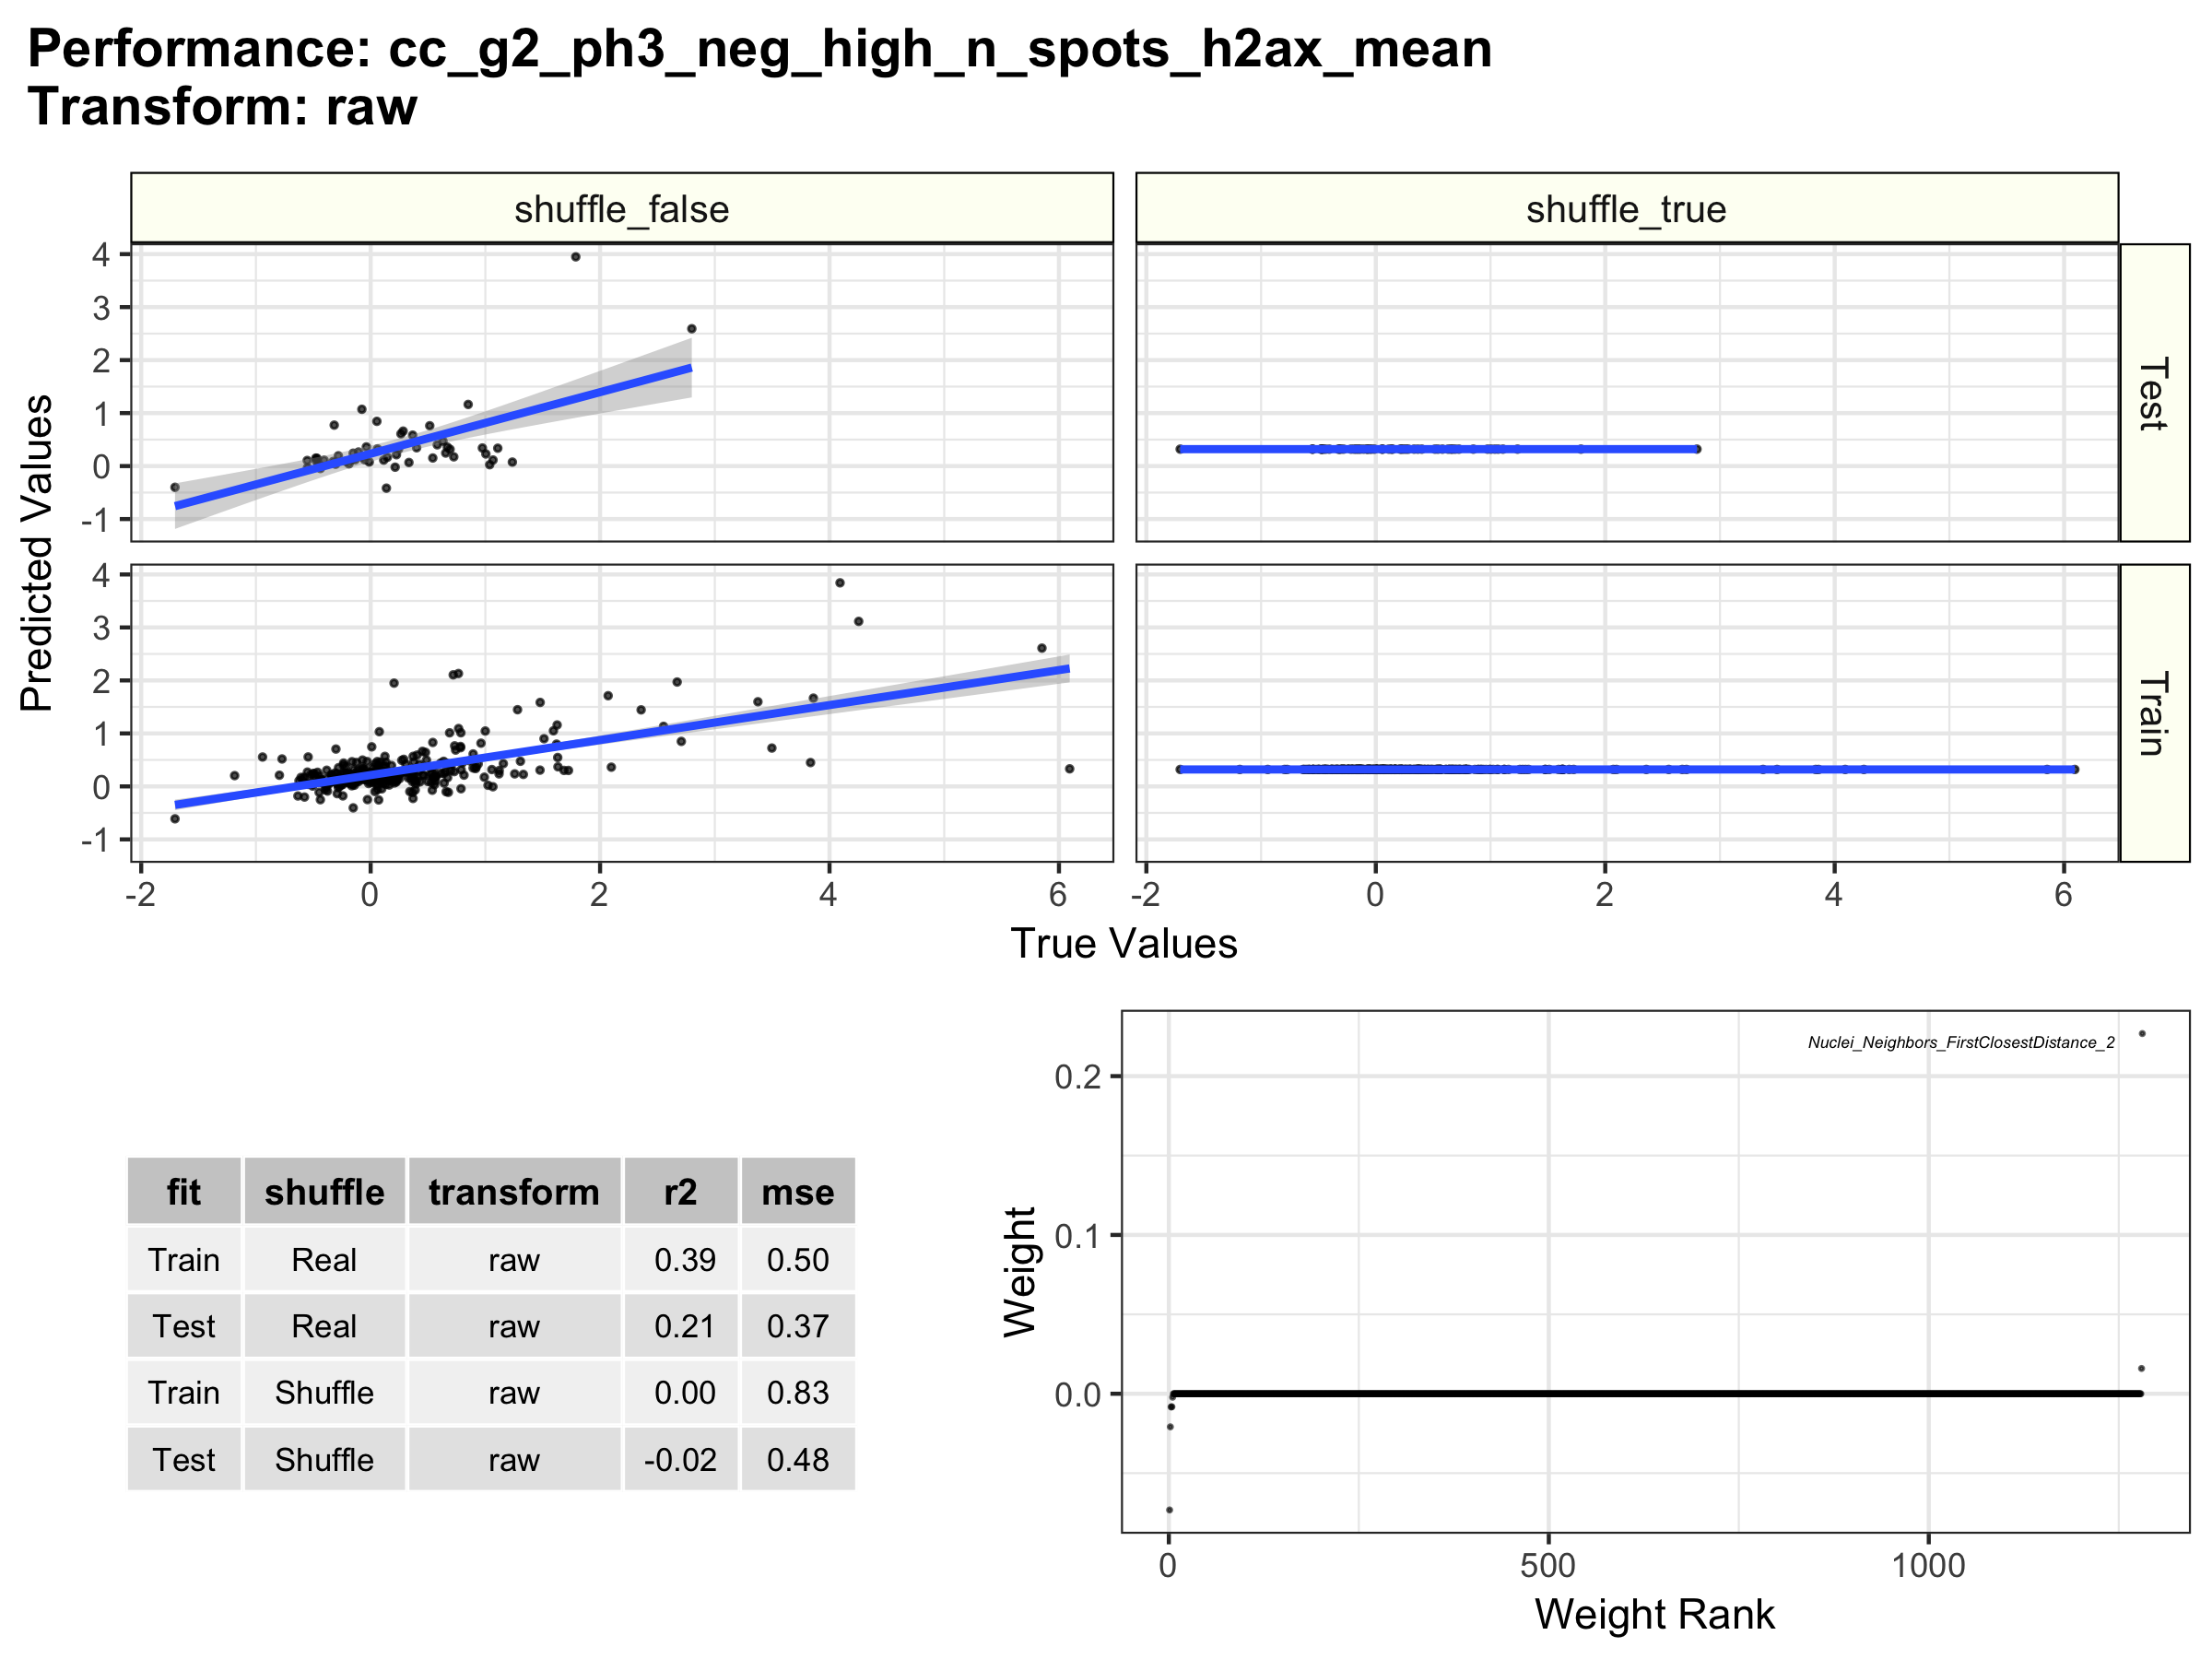 Performance: cc_g2_ph3_neg_high_n_spots_h2ax_mean
Transform: raw
shuffle_false
shuffle_true
4
3
2
1
0
-1
Test
Predicted Values
4
3
2
1
0
-1
Train
-2 0 2 4 6
-2 0 2 4 6
True Values
fit shuffle transform r2 mse
Train Real raw 0.39 0.50
Test Real raw 0.21 0.37
Train Shuffle raw 0.00 0.83
Test Shuffle raw -0.02 0.48
Nuclei_Neighbors_FirstClosestDistance_2
0.2
0.1
0.0
Weight
0 500 1000
Weight Rank